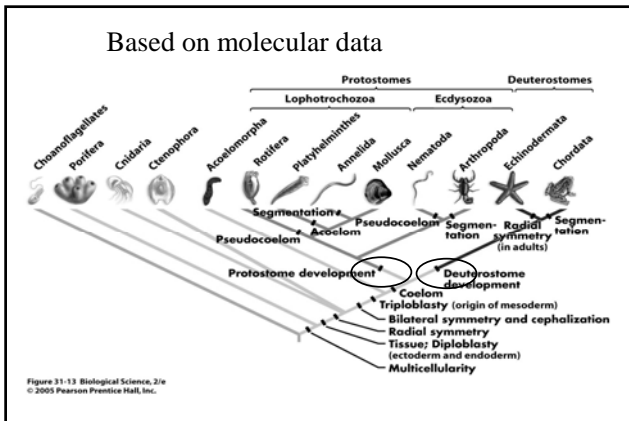 Based on molecular data
Protostomes
Deuterostomes
Lophotrochozoa
Ecdysozoa
Choanoflagellates
Porifera
Cnidaria
Ctenophora
Acoelomorpha
Rotifera
Platyhelminthes
Annelida
Mollusca
Nematoda
Arthropoda
Echinodermata
Chordata
Segmentation
Pseudocoelom
Acoelom
Pseudocoelom
Segmen-
tation
Radial
symmetry
(in adults)
Segmen-
tation
Protostome development
Deuterostome
development
Coelom
Triploblasty (origin of mesoderm)
Bilateral symmetry and cephalization
Radial symmetry
Tissue; Diploblasty
(ectoderm and endoderm)
Multicellularity
Figure 31-13 Biological Science, 2/e
© 2005 Pearson Prentice Hall, Inc.